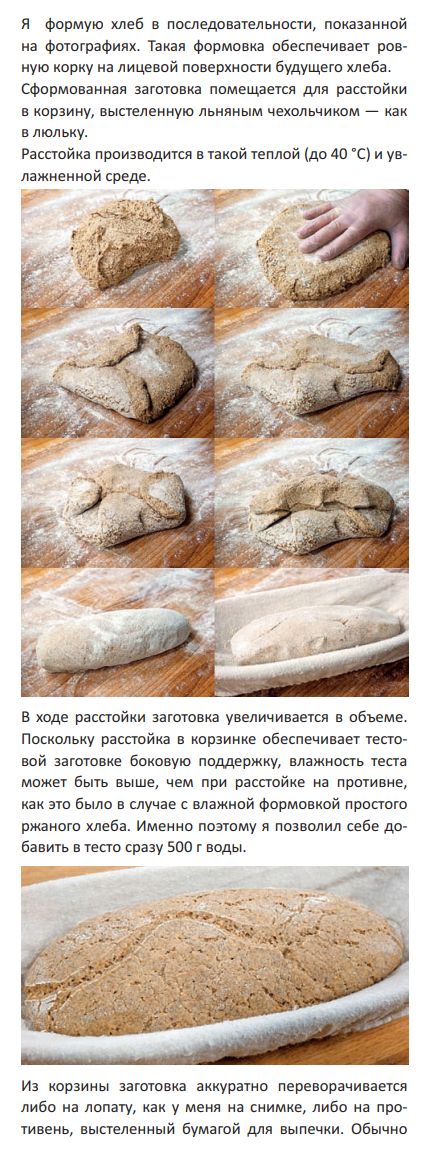 Я формую хлеб в последовательности, показанной
на фотографиях. Такая формовка обеспечивает ров-
ную корку на лицевой поверхности будущего хлеба.
Сформованная заготовка помещается для расстойки
в корзину, выстеленную льняным чехольчиком — как
в люльку.
Расстойка производится в такой теплой (до 40 °С) и ув-
лажненной среде.
В ходе расстойки заготовка увеличивается в объеме.
Поскольку расстойка в корзинке обеспечивает тесто-
вой заготовке боковую поддержку, влажность теста
может быть выше, чем при расстойке на противне,
как это было в случае с влажной формовкой простого
ржаного хлеба. Именно поэтому я позволил себе до-
бавить в тесто сразу 500 г воды.
Из корзины заготовка аккуратно переворачивается
либо на лопату, как у меня на снимке, либо на про-
тивень, выстеленный бумагой для выпечки. Обычно